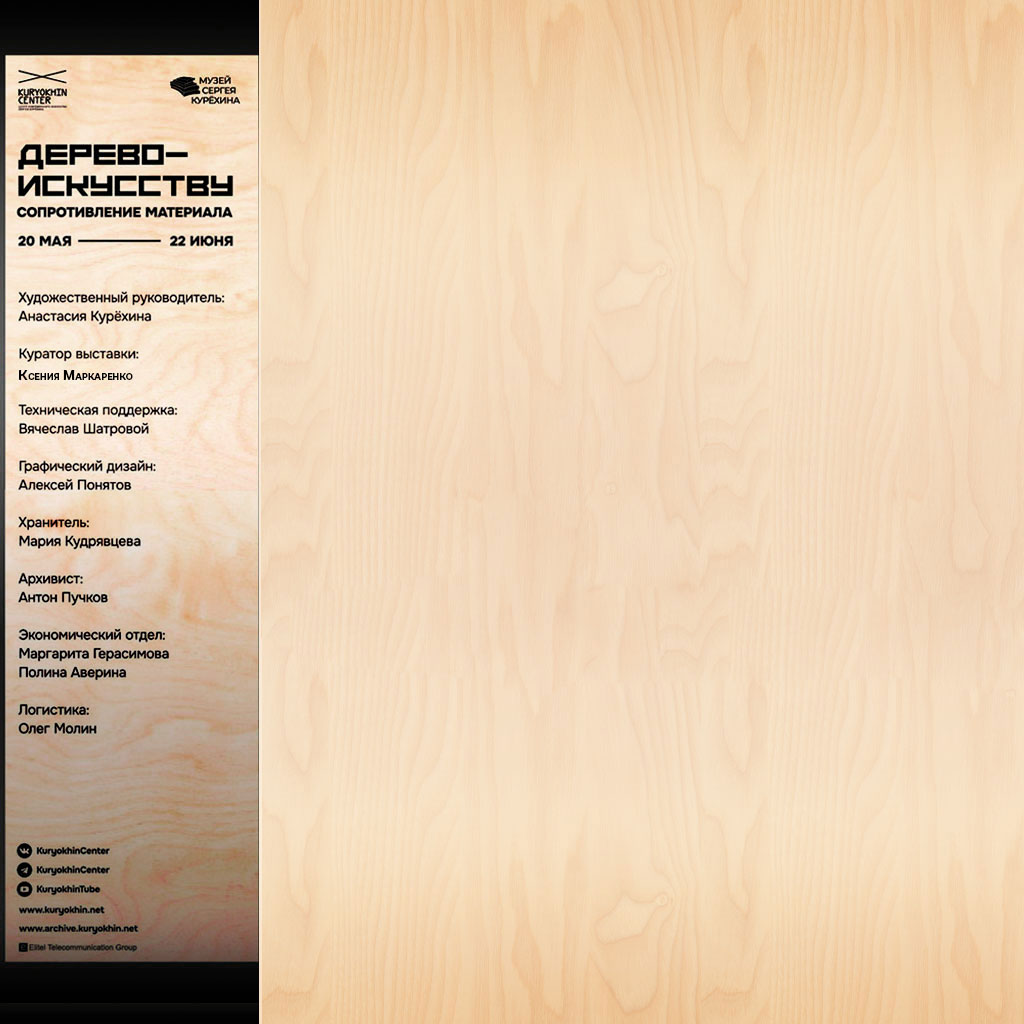 KURYOKHIN
CENTER
МУЗЕЙ
СЕРГЕЯ
КУРЁХИНА
ДЕРЕВО—
ИСКУССТВУ
СОПРОТИВЛЕНИЕ МАТЕРИАЛА
20 МАЯ — 22 ИЮНЯ
Художественный руководитель:
Анастасия Курёхина
Куратор выставки:
Ксения Маркаренко
Техническая поддержка:
Вячеслав Шатровой
Графический дизайн:
Алексей Понятов
Хранитель:
Мария Кудрявцева
Архивист:
Антон Пучков
Экономический отдел:
Маргарита Герасимова
Полина Аверина
Логистика:
Олег Молин
KuryokhinCenter
KuryokhinCenter
KuryokhinTube
www.kuryokhin.net
www.archive.kuryokhin.net
Elitel Telecommunication Group